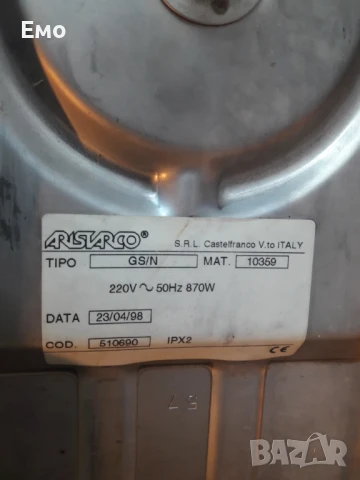 Emo
ARISTARCO®
S.R.L. Castelfranco V.to ITALY
TIPO GS/N MAT. 10359
220V ~ 50Hz 870W
DATA 23/04/98
COD. 510690 IPX2
CE
BAZAR